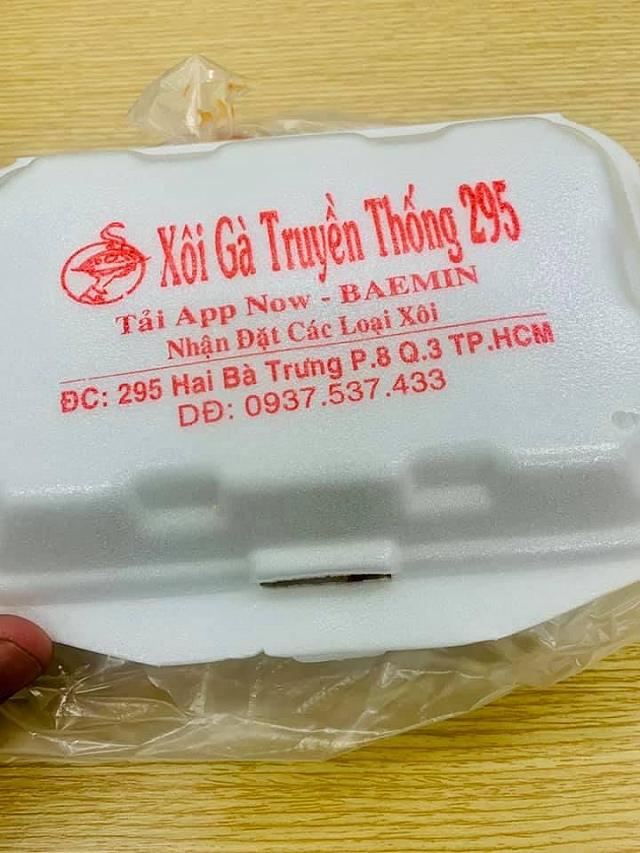 Xôi Gà Truyền Thống 295
Tải App Now - BAEMIN
Nhận Đặt Các Loại Xôi
ĐC: 295 Hai Bà Trưng P.8 Q.3 TP.HCM
DĐ: 0937.537.433